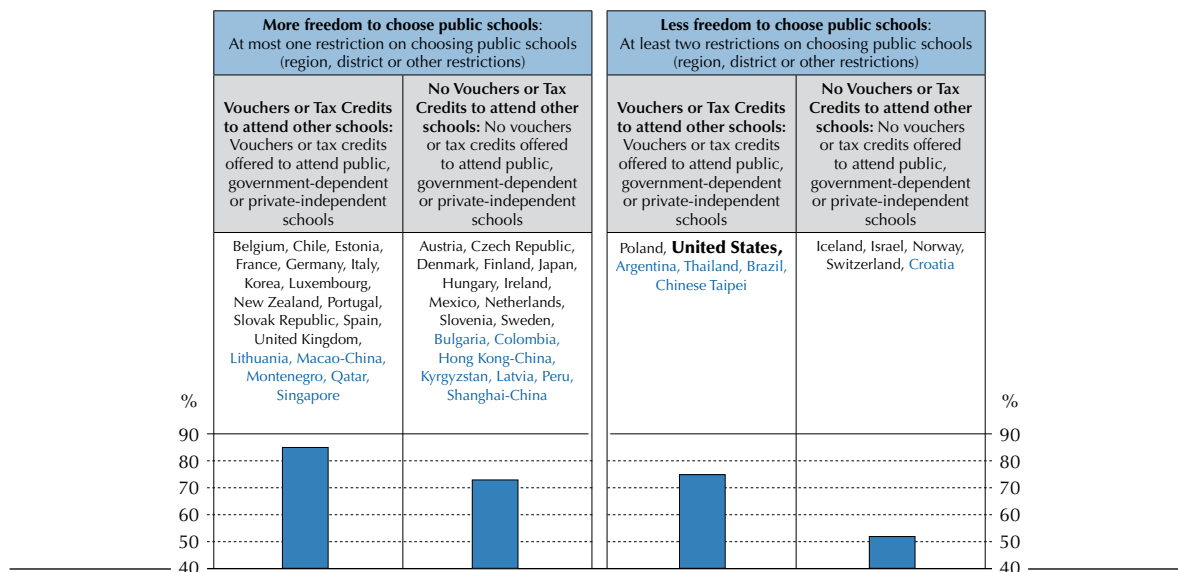 More freedom to choose public schools:
At most one restriction on choosing public schools
(region, district or other restrictions)
Less freedom to choose public schools:
At least two restrictions on choosing public schools
(region, district or other restrictions)
Vouchers or Tax Credits
to attend other schools:
Vouchers or tax credits
offered to attend public,
government-dependent
or private-independent
schools
No Vouchers or Tax
Credits to attend other
schools: No vouchers
or tax credits offered
to attend public,
government-dependent
or private-independent
schools
Vouchers or Tax Credits
to attend other schools:
Vouchers or tax credits
offered to attend public,
government-dependent
or private-independent
schools
No Vouchers or Tax
Credits to attend other
schools: No vouchers
or tax credits offered
to attend public,
government-dependent
or private-independent
schools
Belgium, Chile, Estonia,
France, Germany, Italy,
Korea, Luxembourg,
New Zealand, Portugal,
Slovak Republic, Spain,
United Kingdom,
Lithuania, Macao-China,
Montenegro, Qatar,
Singapore
Austria, Czech Republic,
Denmark, Finland, Japan,
Hungary, Ireland,
Mexico, Netherlands,
Slovenia, Sweden,
Bulgaria, Colombia,
Hong Kong-China,
Kyrgyzstan, Latvia, Peru,
Shanghai-China
Poland, United States,
Argentina, Thailand, Brazil,
Chinese Taipei
Iceland, Israel, Norway,
Switzerland, Croatia
%
90
80
70
60
50
40
%
90
80
70
60
50
40